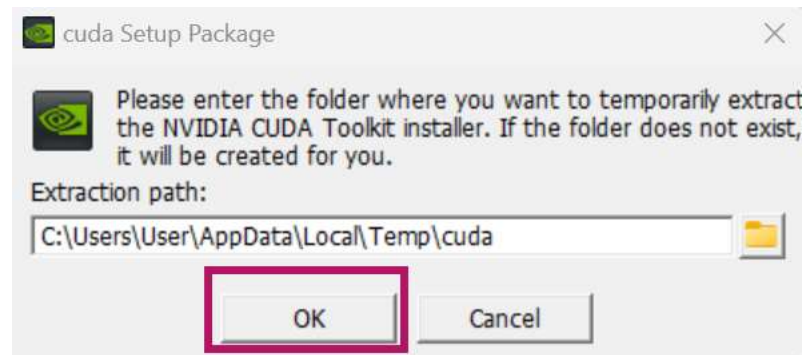 cuda Setup Package
Please enter the folder where you want to temporarily extract
the NVIDIA CUDA Toolkit installer. If the folder does not exist,
it will be created for you.
Extraction path:
C:\Users\User\AppData\Local\Temp\cuda
OK Cancel